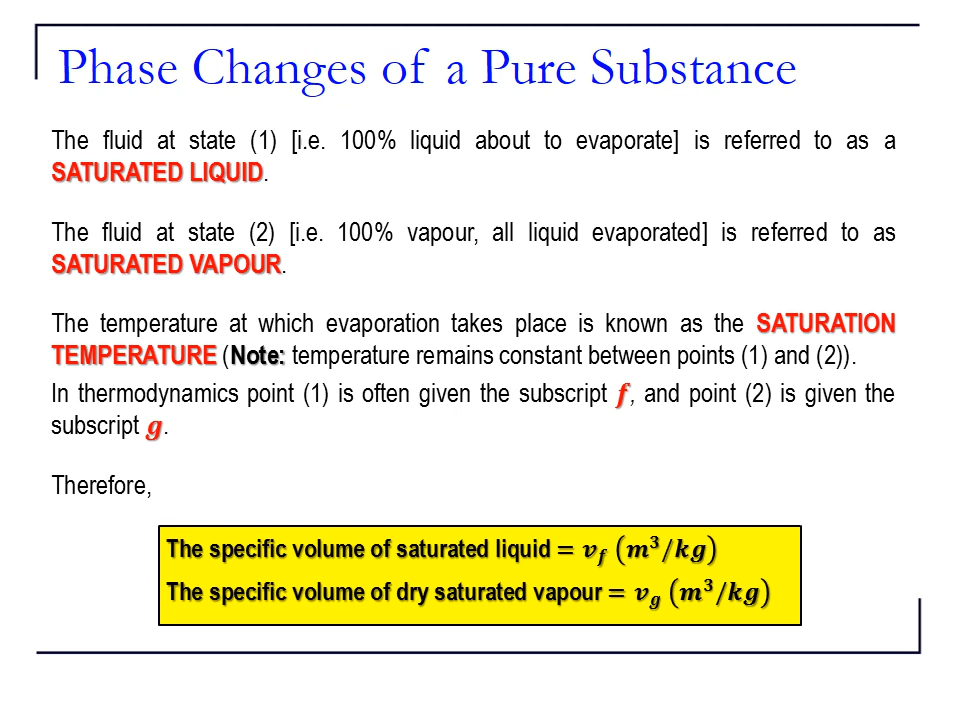 Phase Changes of a Pure Substance
The fluid at state (1) [i.e. 100% liquid about to evaporate] is referred to as a
SATURATED LIQUID.
The fluid at state (2) [i.e. 100% vapour, all liquid evaporated] is referred to as
SATURATED VAPOUR.
The temperature at which evaporation takes place is known as the SATURATION
TEMPERATURE (Note: temperature remains constant between points (1) and (2)).
In thermodynamics point (1) is often given the subscript f, and point (2) is given the
subscript g.
Therefore,
The specific volume of saturated liquid = v_f (m³/kg)
The specific volume of dry saturated vapour = v_g (m³/kg)